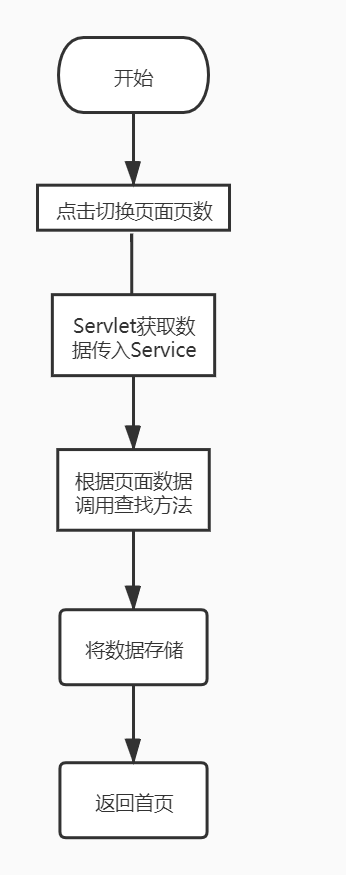 开始
点击切换页面页数
Servlet获取数
据传入Service
根据页面数据
调用查找方法
将数据存储
返回首页